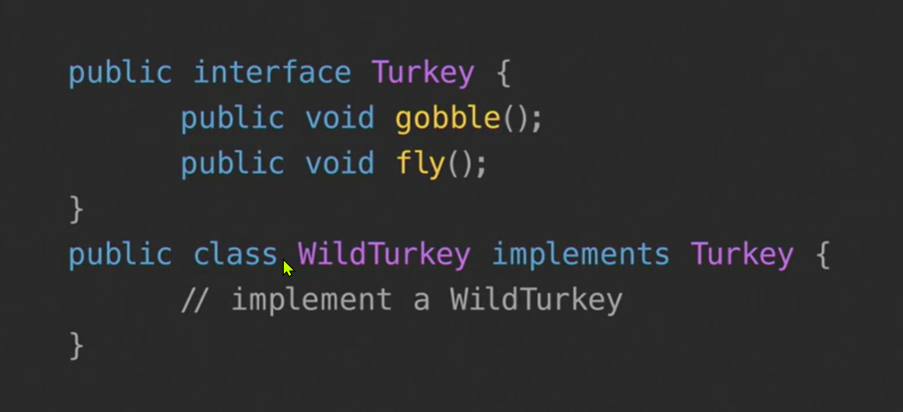 public interface Turkey {
public void gobble();
public void fly();
}
public class WildTurkey implements Turkey {
// implement a WildTurkey
}